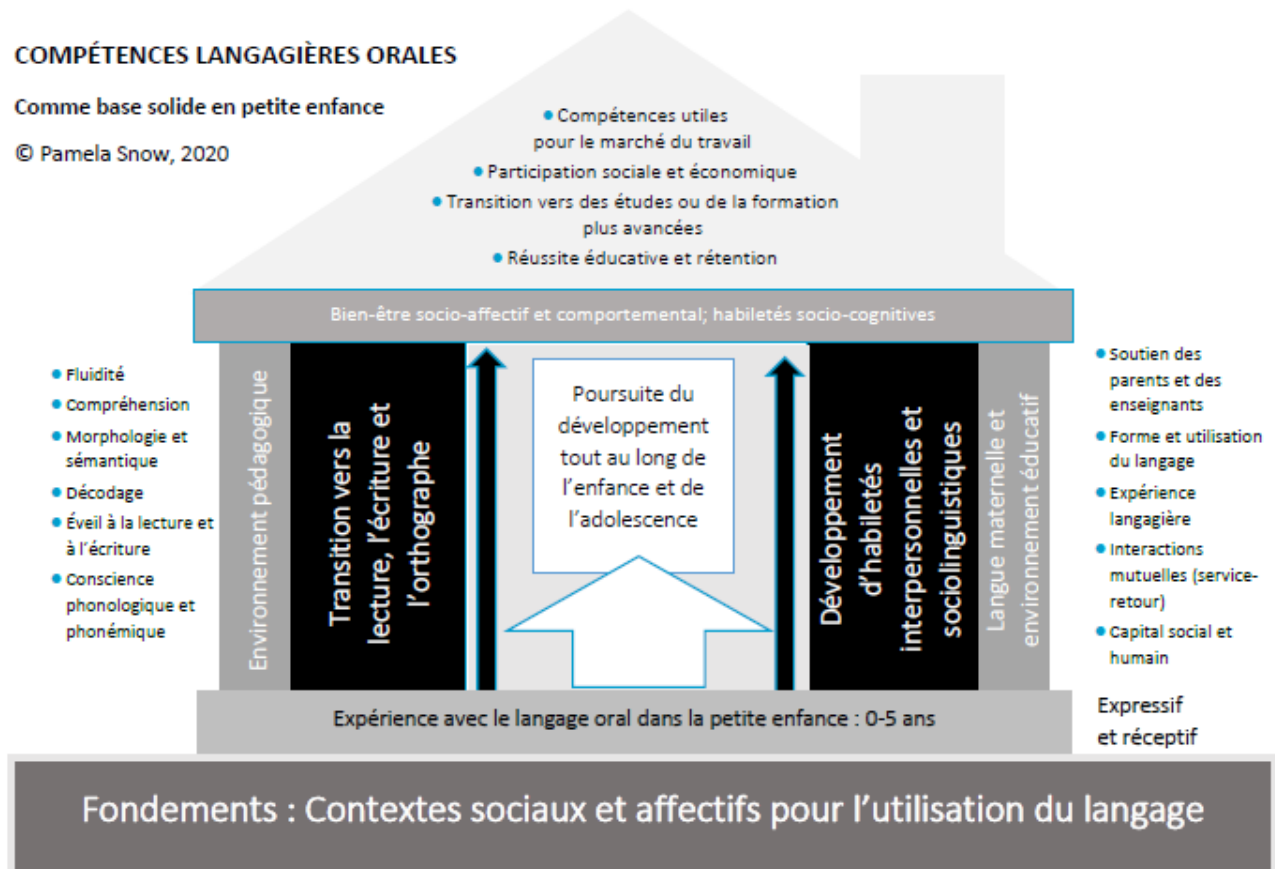 COMPÉTENCES LANGAGIÈRES ORALES
Comme base solide en petite enfance
© Pamela Snow, 2020
• Compétences utiles
pour le marché du travail
• Participation sociale et économique
• Transition vers des études ou de la formation
plus avancées
• Réussite éducative et rétention
Bien-être socio-affectif et comportemental; habiletés socio-cognitives
• Fluidité
• Compréhension
• Morphologie et
sémantique
• Décodage
• Éveil à la lecture et
à l'écriture
• Conscience
phonologique et
phonémique
Environnement pédagogique
Transition vers la
lecture, l'écriture et
l'orthographe
Poursuite du
développement
tout au long de
l'enfance et de
l'adolescence
Développement
d'habiletés
interpersonnelles et
sociolinguistiques
Langue maternelle et
environnement éducatif
• Soutien des
parents et des
enseignants
• Forme et utilisation
du langage
• Expérience
langagière
• Interactions
mutuelles (service-
retour)
• Capital social et
humain
Expérience avec le langage oral dans la petite enfance : 0-5 ans
Expressif
et réceptif
Fondements : Contextes sociaux et affectifs pour l'utilisation du langage